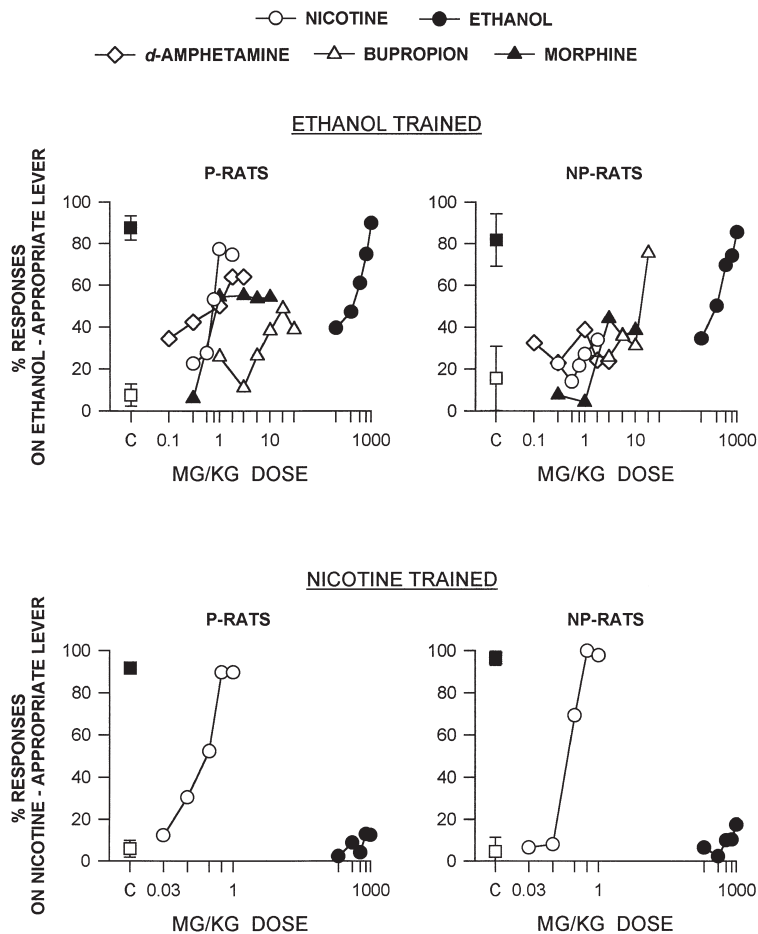 NICOTINE ETHANOL
d-AMPHETAMINE BUPROPION MORPHINE
ETHANOL TRAINED
P-RATS NP-RATS
% RESPONSES
ON ETHANOL - APPROPRIATE LEVER
100
80
60
40
20
0
C 0.1 1 10 1000
MG/KG DOSE
100
80
60
40
20
0
C 0.1 1 10 1000
MG/KG DOSE
NICOTINE TRAINED
P-RATS NP-RATS
% RESPONSES
ON NICOTINE - APPROPRIATE LEVER
100
80
60
40
20
0
C 0.03 1 1000
MG/KG DOSE
100
80
60
40
20
0
C 0.03 1 1000
MG/KG DOSE